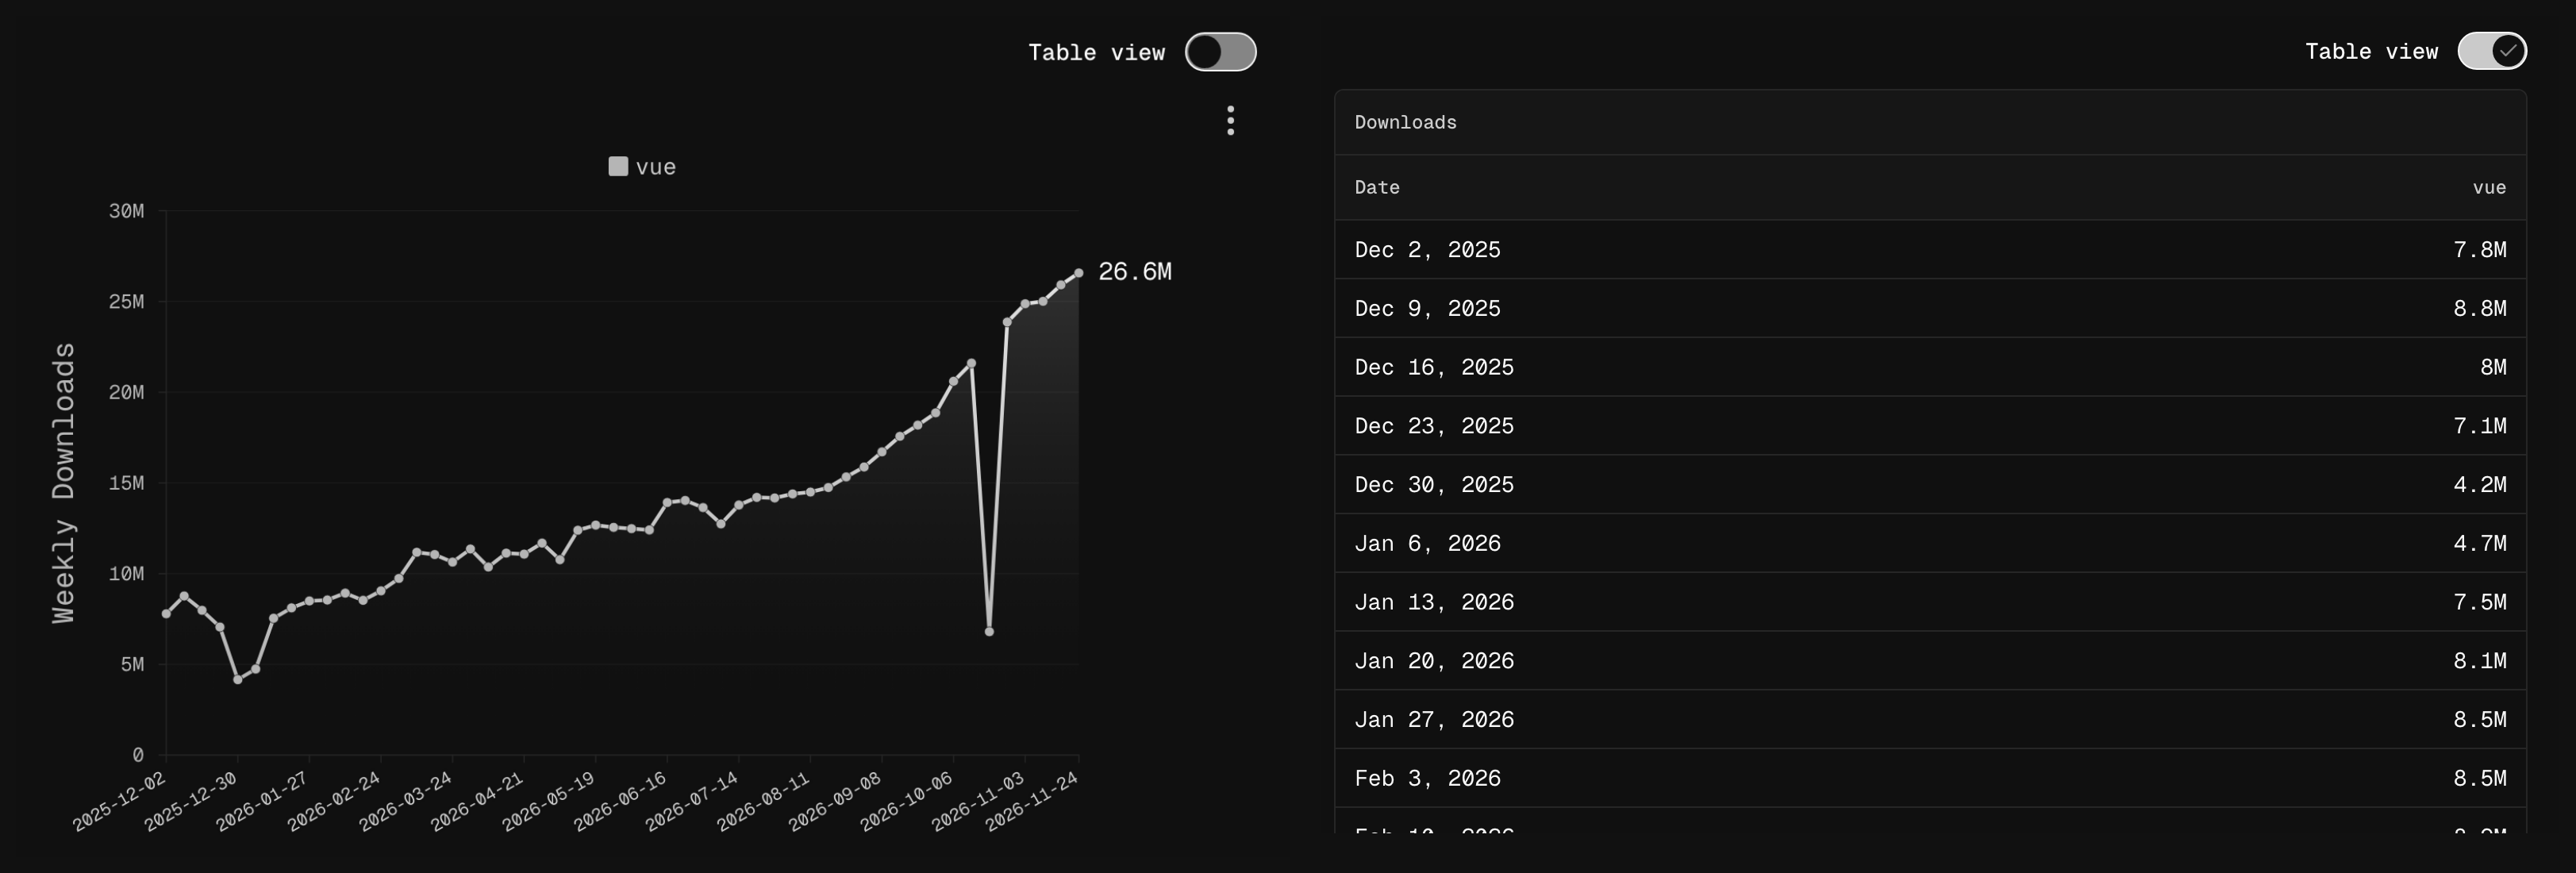 Table view
vue
Weekly Downloads
30M
25M
20M
15M
10M
5M
0
26.6M
2025-12-02
2025-12-30
2026-01-27
2026-02-24
2026-03-24
2026-04-21
2026-05-19
2026-06-16
2026-07-14
2026-08-11
2026-09-08
2026-10-06
2026-11-03
2026-11-24
Table view
Downloads
Date vue
Dec 2, 2025 7.8M
Dec 9, 2025 8.8M
Dec 16, 2025 8M
Dec 23, 2025 7.1M
Dec 30, 2025 4.2M
Jan 6, 2026 4.7M
Jan 13, 2026 7.5M
Jan 20, 2026 8.1M
Jan 27, 2026 8.5M
Feb 3, 2026 8.5M